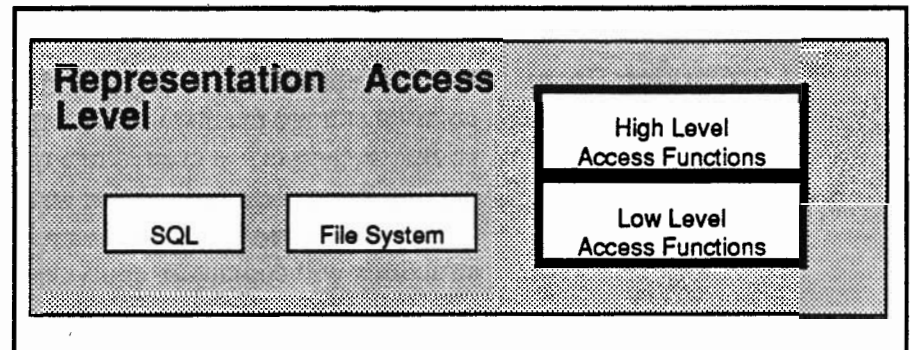 Representation Access
Level
High Level
Access Functions
SQL
File System
Low Level
Access Functions